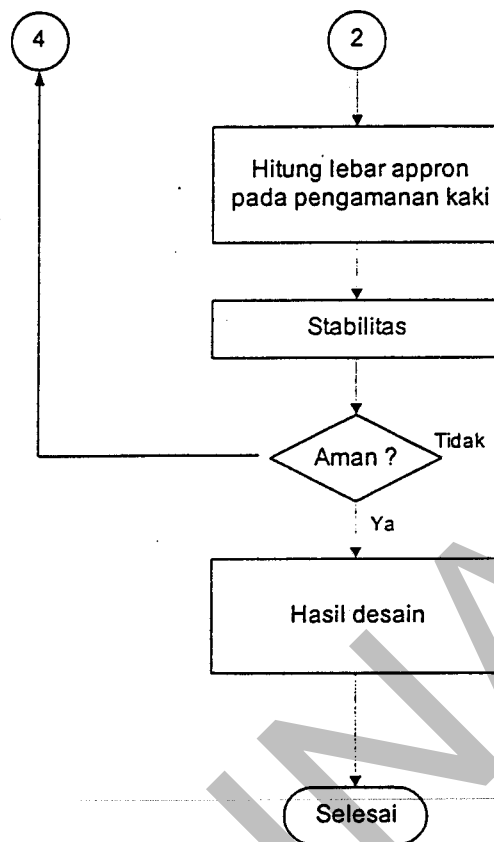 4
2
Hitung lebar appron
pada pengamanan kaki
Stabilitas
Aman ?
Tidak
Ya
Hasil desain
Selesai